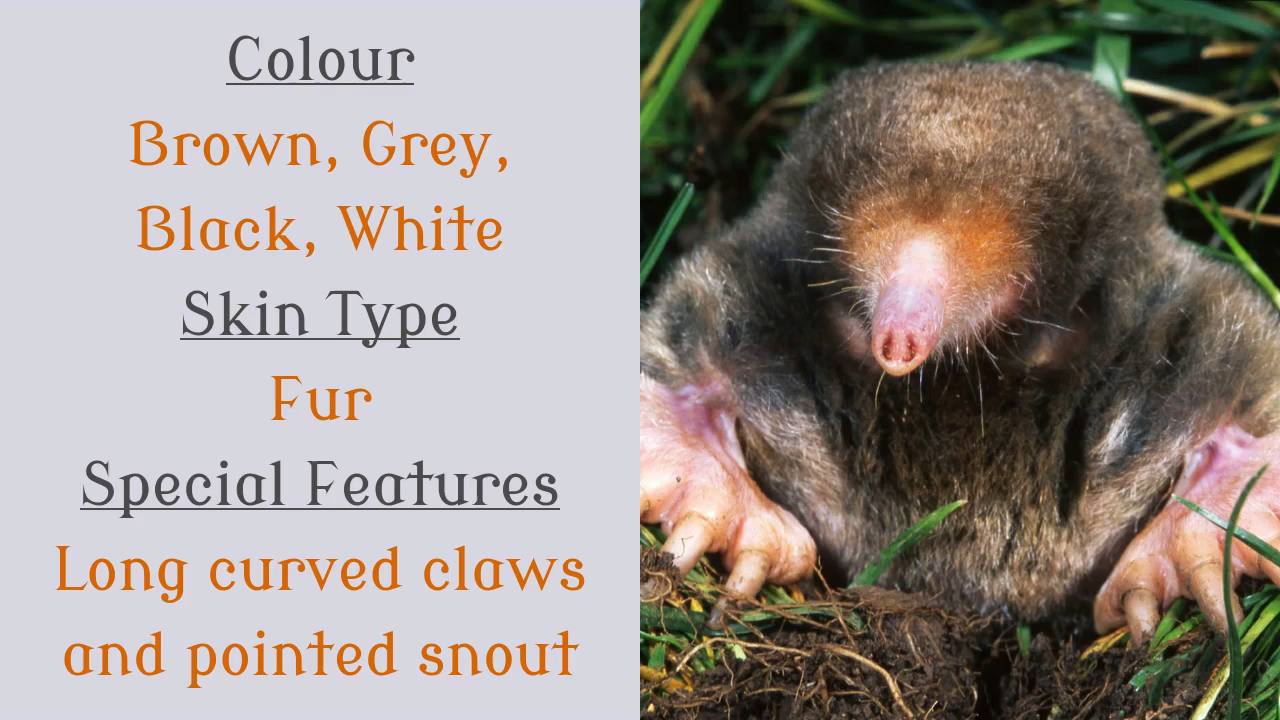 Colour
Brown, Grey,
Black, White
Skin Type
Fur
Special Features
Long curved claws
and pointed snout